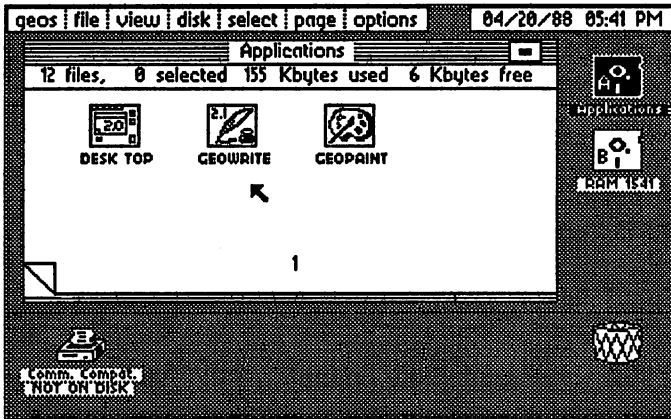 geos file view disk select page options 04/20/88 05:41 PM
Applications
12 files, 0 selected 155 Kbytes used 6 Kbytes free
2.0
2.1
DESK TOP GEOWRITE GEOPAINT
A
Applications
B
RAM 1541
1
Comm. Compat.
NOT ON DISK